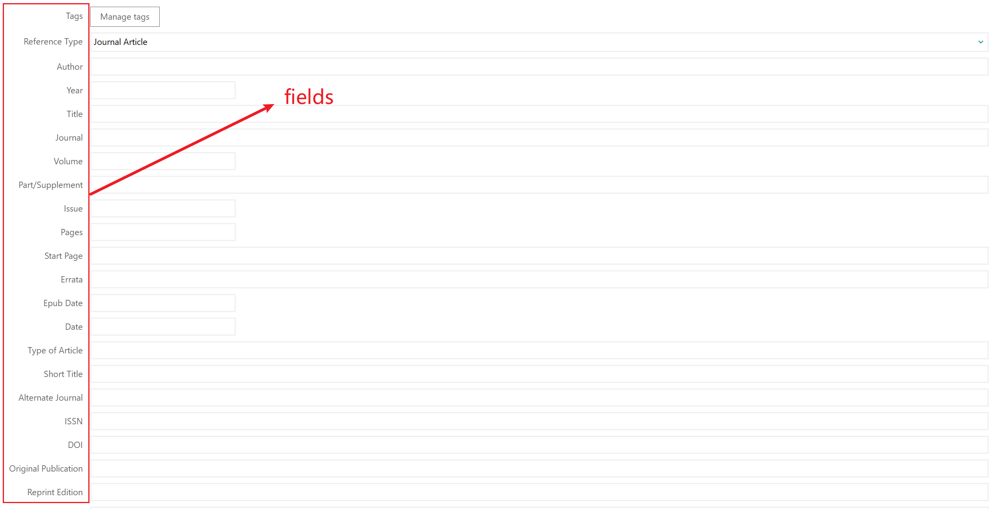 Tags Manage tags
Reference Type Journal Article
Author
Year
fields
Title
Journal
Volume
Part/Supplement
Issue
Pages
Start Page
Errata
Epub Date
Date
Type of Article
Short Title
Alternate Journal
ISSN
DOI
Original Publication
Reprint Edition